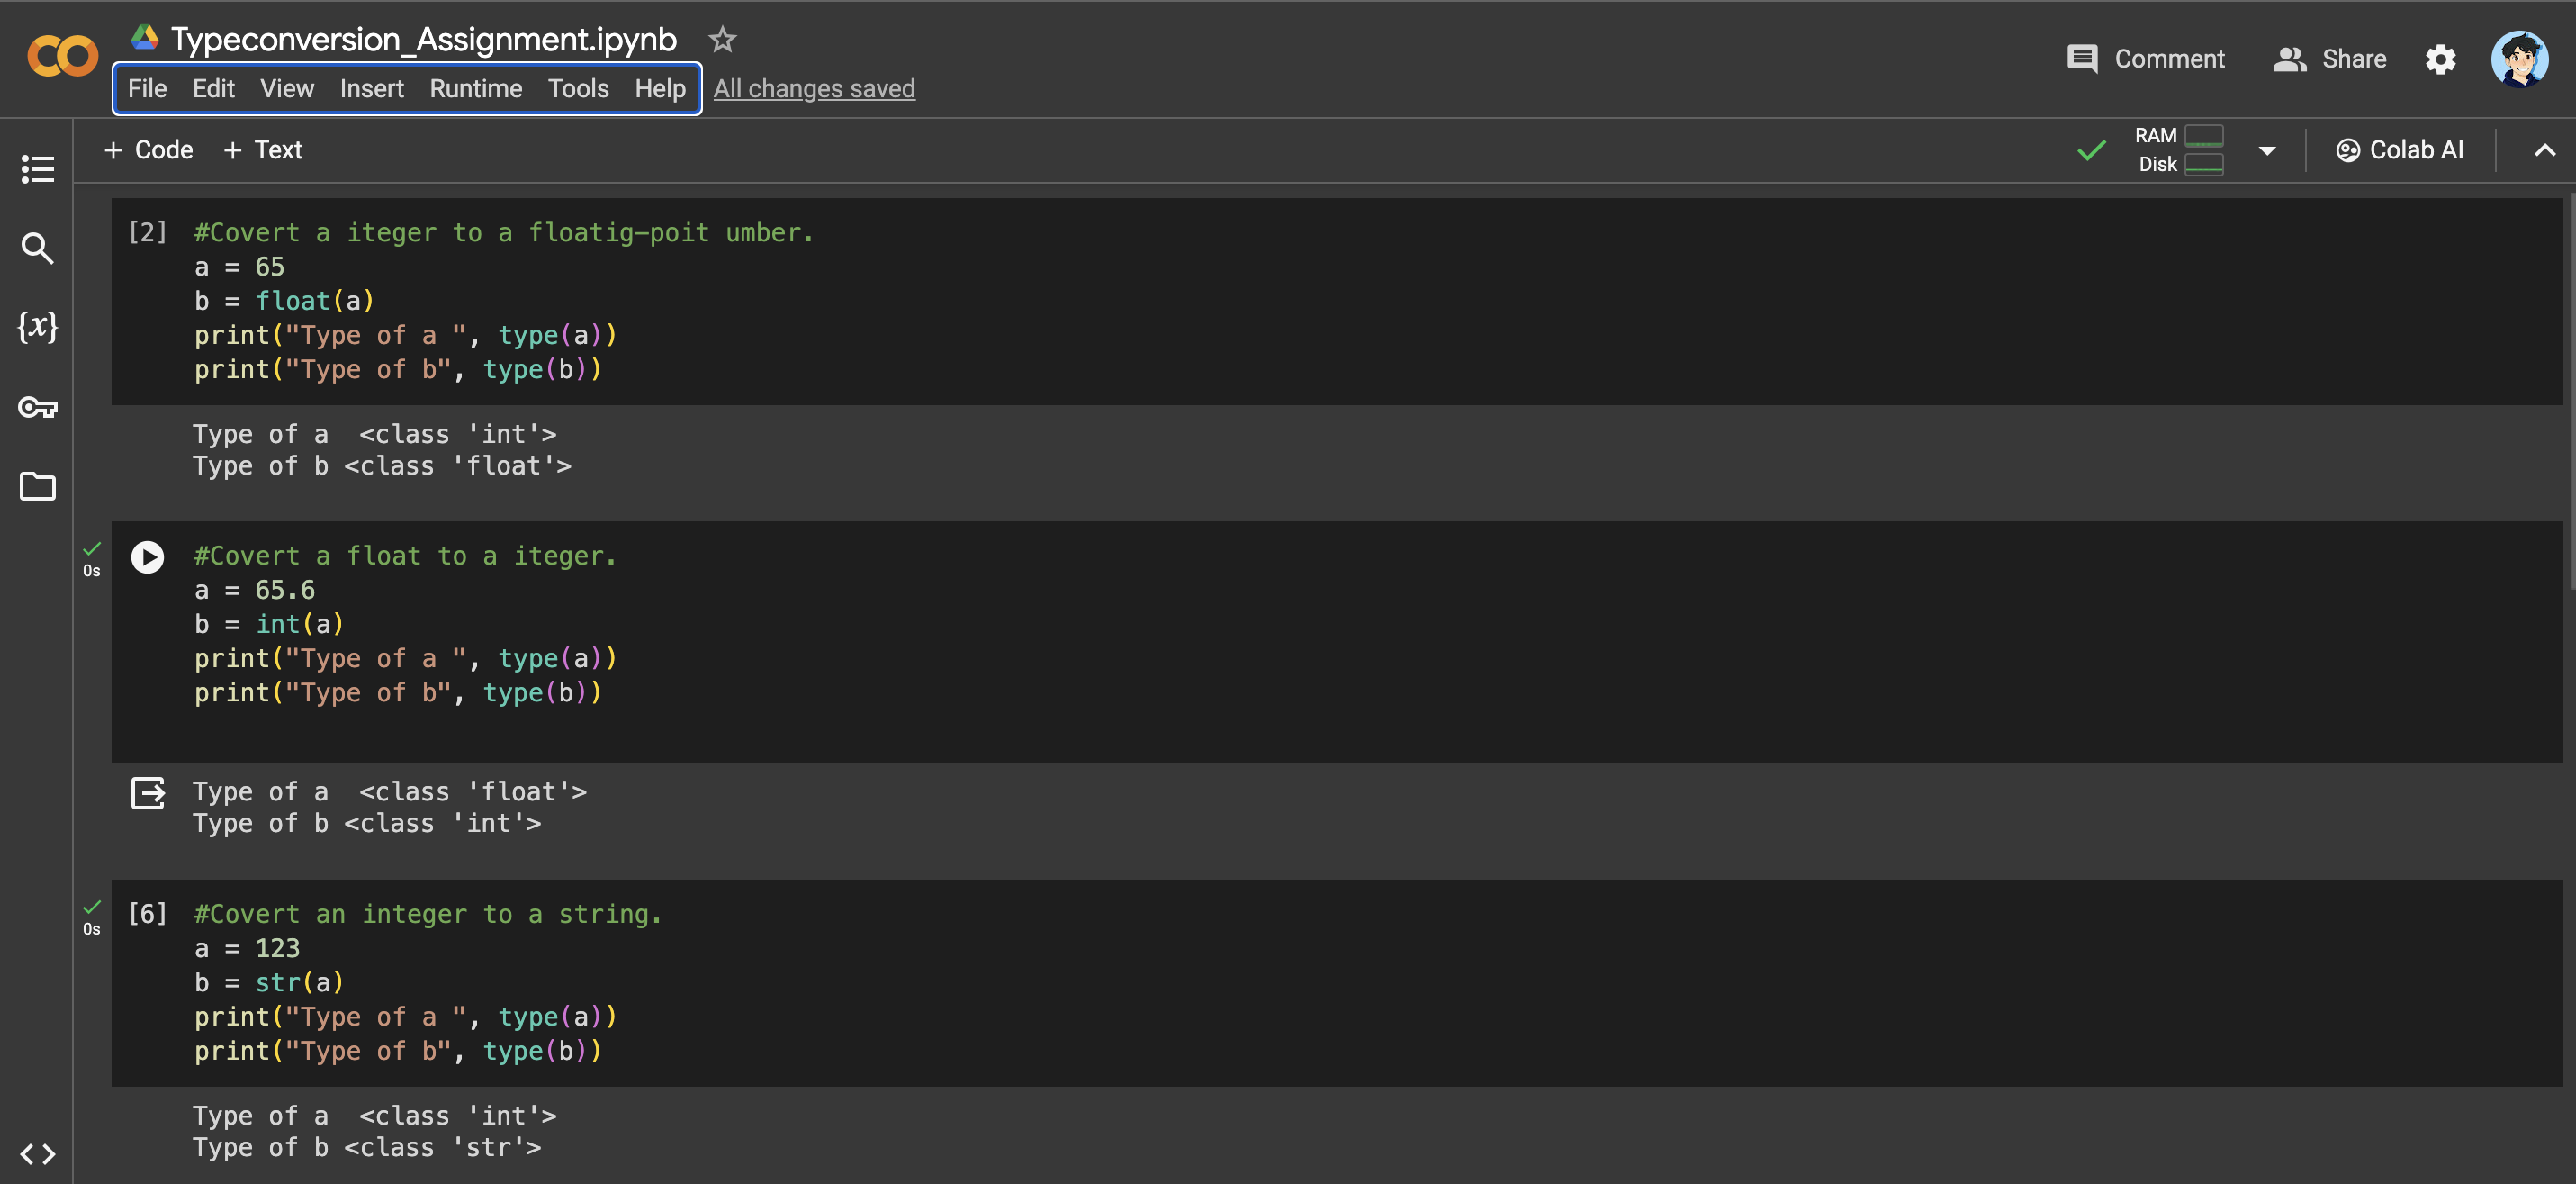 Typeconversion_Assignment.ipynb
File Edit View Insert Runtime Tools Help All changes saved
Comment Share
+ Code + Text
RAM
Disk
Colab AI
[2] #Covert a iteger to a floatig-poit umber.
a = 65
b = float(a)
print("Type of a ", type(a))
print("Type of b", type(b))
Type of a  <class 'int'>
Type of b <class 'float'>
0s
#Covert a float to a iteger.
a = 65.6
b = int(a)
print("Type of a ", type(a))
print("Type of b", type(b))
Type of a  <class 'float'>
Type of b <class 'int'>
0s
[6] #Covert an integer to a string.
a = 123
b = str(a)
print("Type of a ", type(a))
print("Type of b", type(b))
Type of a  <class 'int'>
Type of b <class 'str'>
{x}